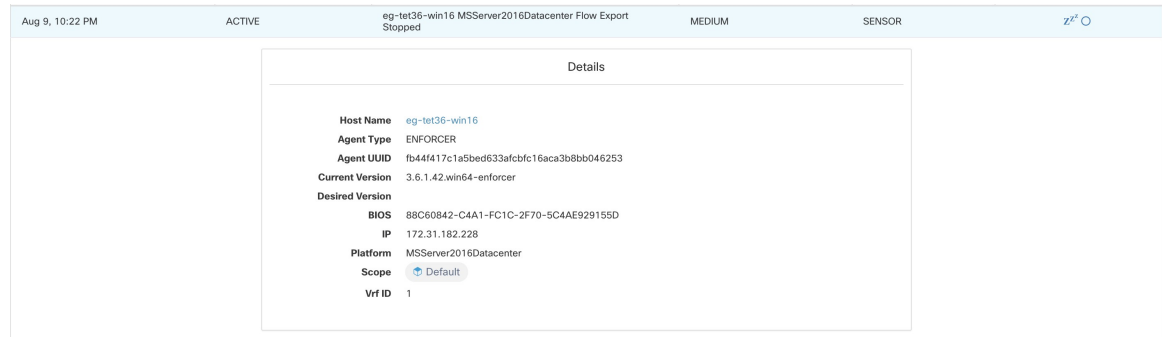 Aug 9, 10:22 PM ACTIVE eg-tet36-win16 MSServer2016Datacenter Flow Export Stopped MEDIUM SENSOR zzz
Details
Host Name eg-tet36-win16
Agent Type ENFORCER
Agent UUID fb44f417c1a5bed633afcbfc16aca3b8bb046253
Current Version 3.6.1.42.win64-enforcer
Desired Version
BIOS 88C60842-C4A1-FC1C-2F70-5C4AE929155D
IP 172.31.182.228
Platform MSServer2016Datacenter
Scope Default
Vrf ID 1